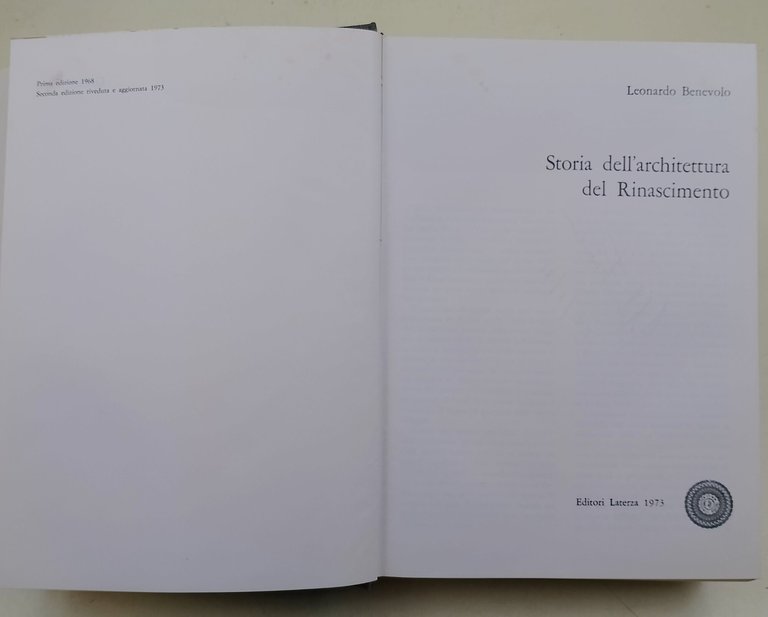 Prima edizione 1968
Seconda edizione riveduta e aggiornata 1973
Leonardo Benevolo
Storia dell'architettura
del Rinascimento
Editori Laterza 1973